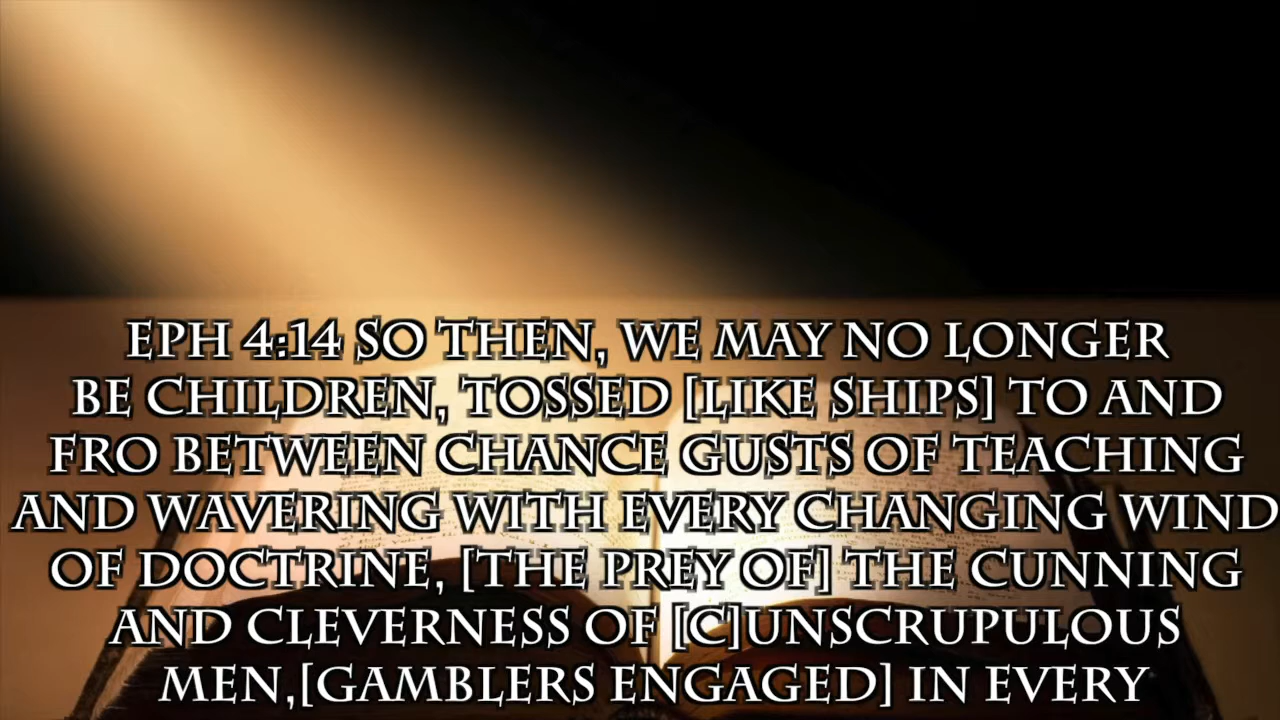 EPH 4:14 SO THEN, WE MAY NO LONGER
BE CHILDREN, TOSSED [LIKE SHIPS] TO AND
FRO BETWEEN CHANCE GUSTS OF TEACHING
AND WAVERING WITH EVERY CHANGING WIND
OF DOCTRINE, [THE PREY OF] THE CUNNING
AND CLEVERNESS OF [C]UNSCRUPULOUS
MEN,[GAMBLERS ENGAGED] IN EVERY